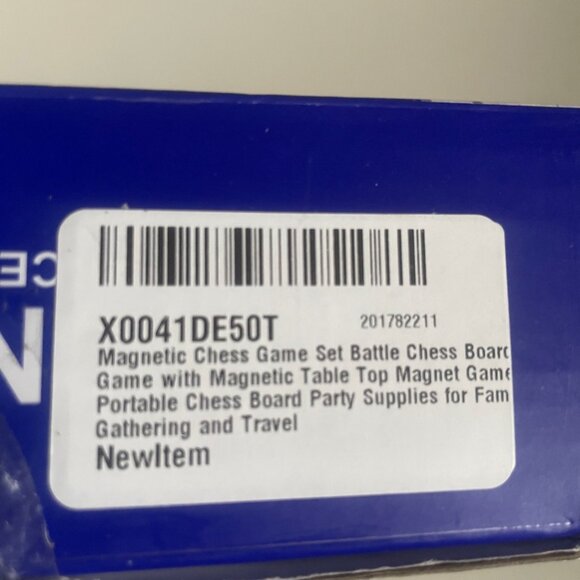 X0041DE50T 201782211
Magnetic Chess Game Set Battle Chess Boarc
Game with Magnetic Table Top Magnet Game
Portable Chess Board Party Supplies for Fam
Gathering and Travel
NewItem
CE
N